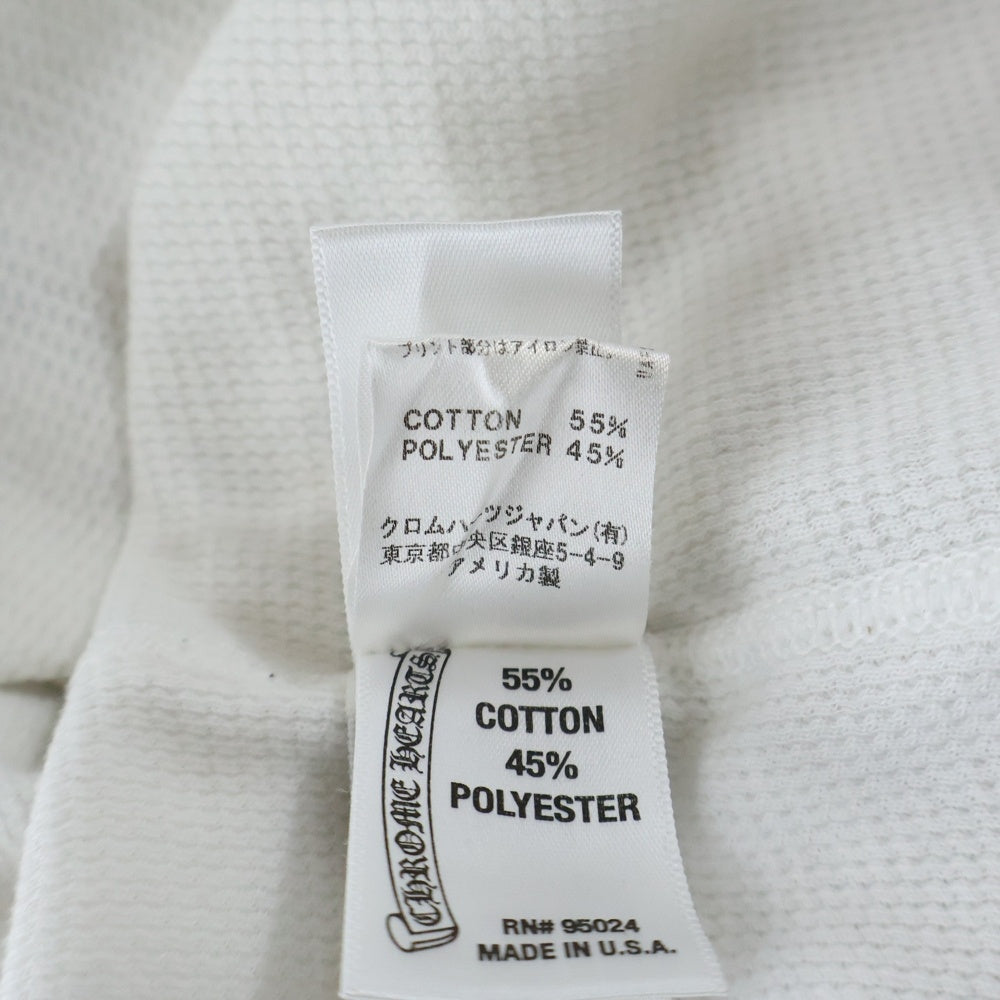 プリント部分はアイロン禁止
COTTON 55%
POLYESTER 45%
クロムハーツジャパン(有)
東京都中央区銀座5-4-9
アメリカ製
CHROME HEARTS
55%
COTTON
45%
POLYESTER
RN# 95024
MADE IN U.S.A.